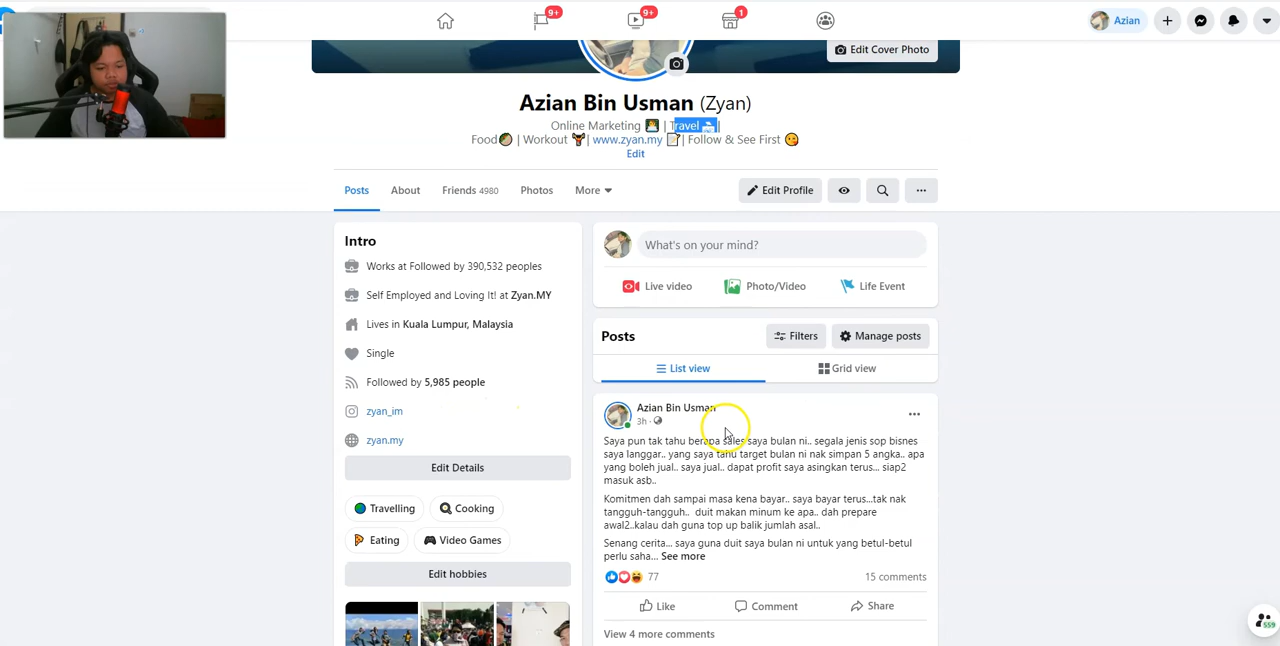 9+
9+
1
Azian
Edit Cover Photo
Azian Bin Usman (Zyan)
Online Marketing | Travel |
Food | Workout | www.zyan.my | Follow & See First
Edit
Posts About Friends 4980 Photos More
Edit Profile
Intro
Works at Followed by 390,532 peoples
Self Employed and Loving It! at Zyan.MY
Lives in Kuala Lumpur, Malaysia
Single
Followed by 5,985 people
zyan_im
zyan.my
Edit Details
Travelling Cooking
Eating Video Games
Edit hobbies
What's on your mind?
Live video Photo/Video Life Event
Posts Filters Manage posts
List view Grid view
Azian Bin Usman
3h
Saya pun tak tahu berapa sales saya bulan ni.. segala jenis sop bisnes
saya langgar.. yang saya tahu target bulan ni nak simpan 5 angka.. apa
yang boleh jual.. saya jual.. dapat profit saya asingkan terus... siap2
masuk asb..
Komitmen dah sampai masa kena bayar.. saya bayar terus...tak nak
tangguh-tangguh.. duit makan minum ke apa.. dah prepare
awal2..kalau dah guna top up balik jumlah asal..
Senang cerita... saya guna duit saya bulan ni untuk yang betul-betul
perlu saha... See more
77 15 comments
Like Comment Share
View 4 more comments
559